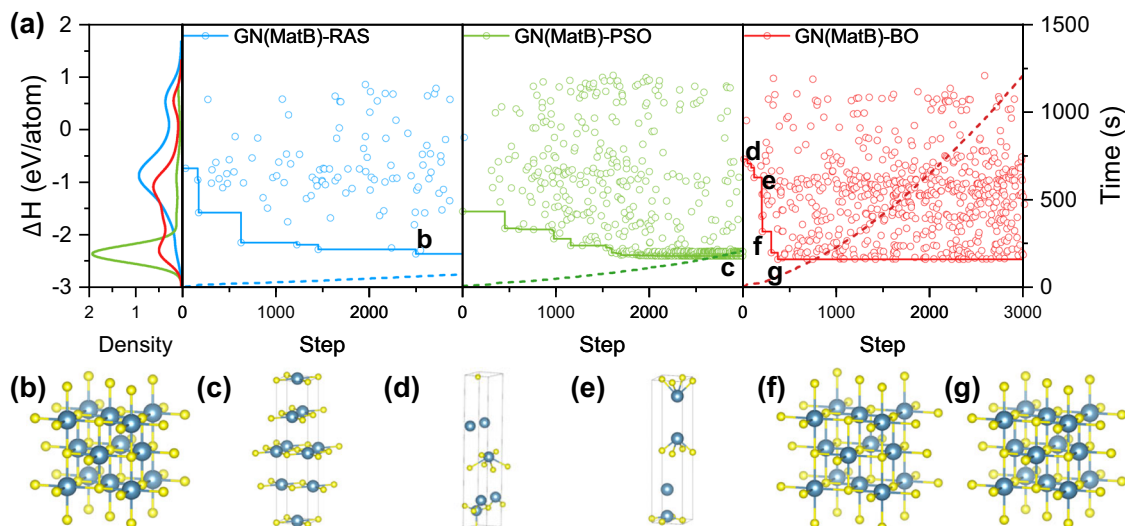 (a)
GN(MatB)-RAS
GN(MatB)-PSO
GN(MatB)-BO
2
1
0
-1
-2
-3
ΔH (eV/atom)
b
c
d
e
f
g
1500
1000
500
0
Time (s)
2 1 0 1000 2000 0 1000 2000 0 1000 2000 3000
Density Step Step Step
(b) (c) (d) (e) (f) (g)